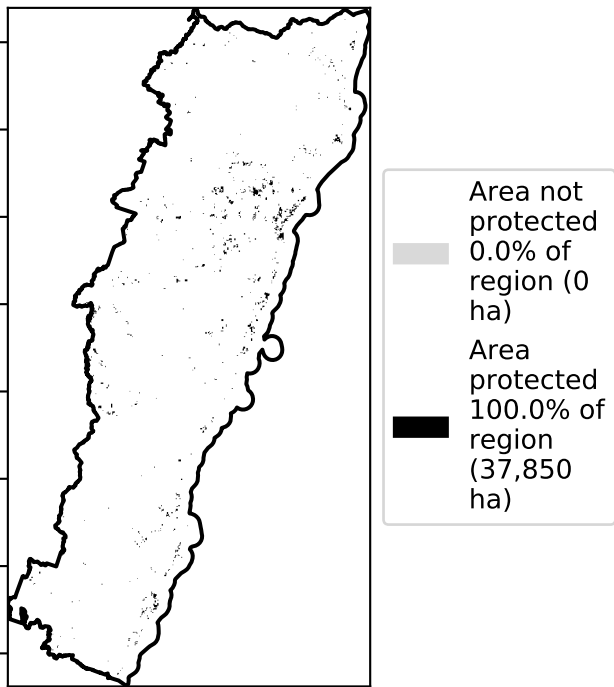 Area not
protected
0.0% of
region (0
ha)
Area
protected
100.0% of
region
(37,850
ha)